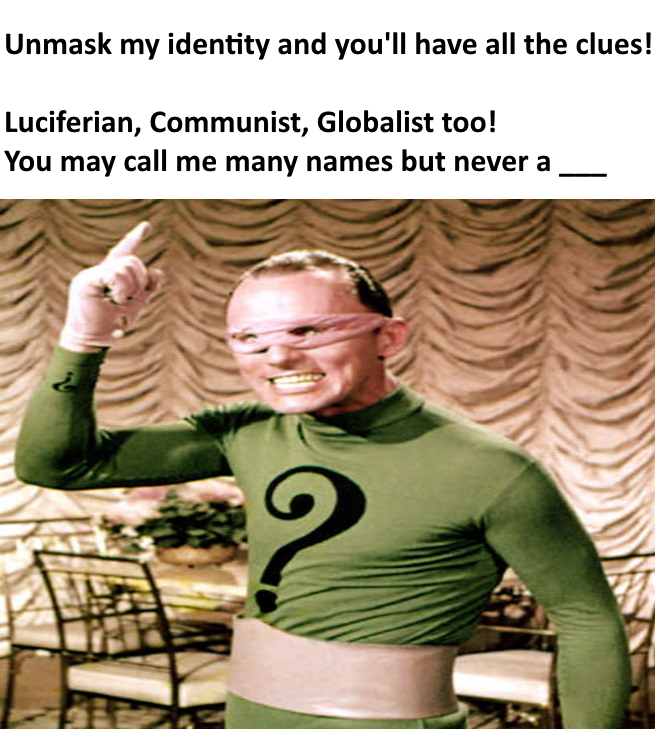 Unmask my identity and you'll have all the clues!
Luciferian, Communist, Globalist too!
You may call me many names but never a ___
?
?